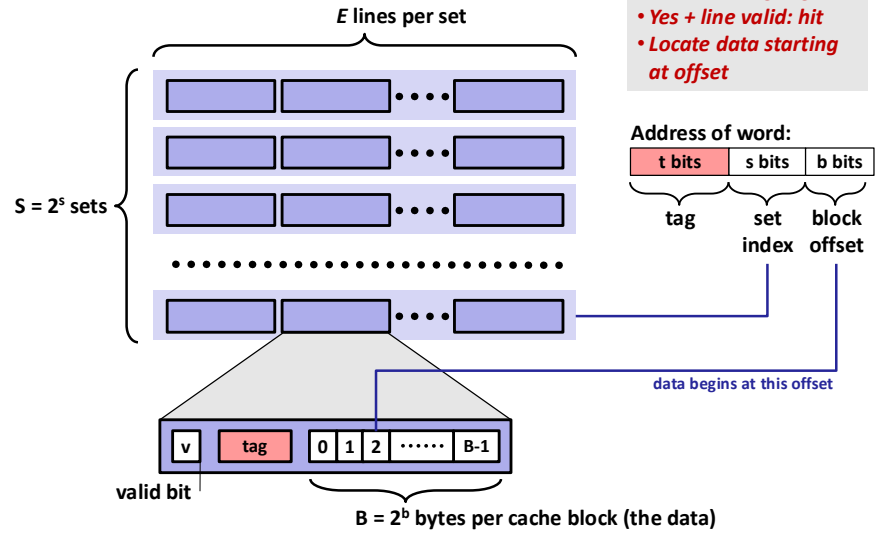 E lines per set
• Yes + line valid: hit
• Locate data starting
at offset
Address of word:
t bits s bits b bits
tag
set
index
block
offset
S = 2ˢ sets
data begins at this offset
v tag 0 1 2 •••••• B-1
valid bit
B = 2ᵇ bytes per cache block (the data)